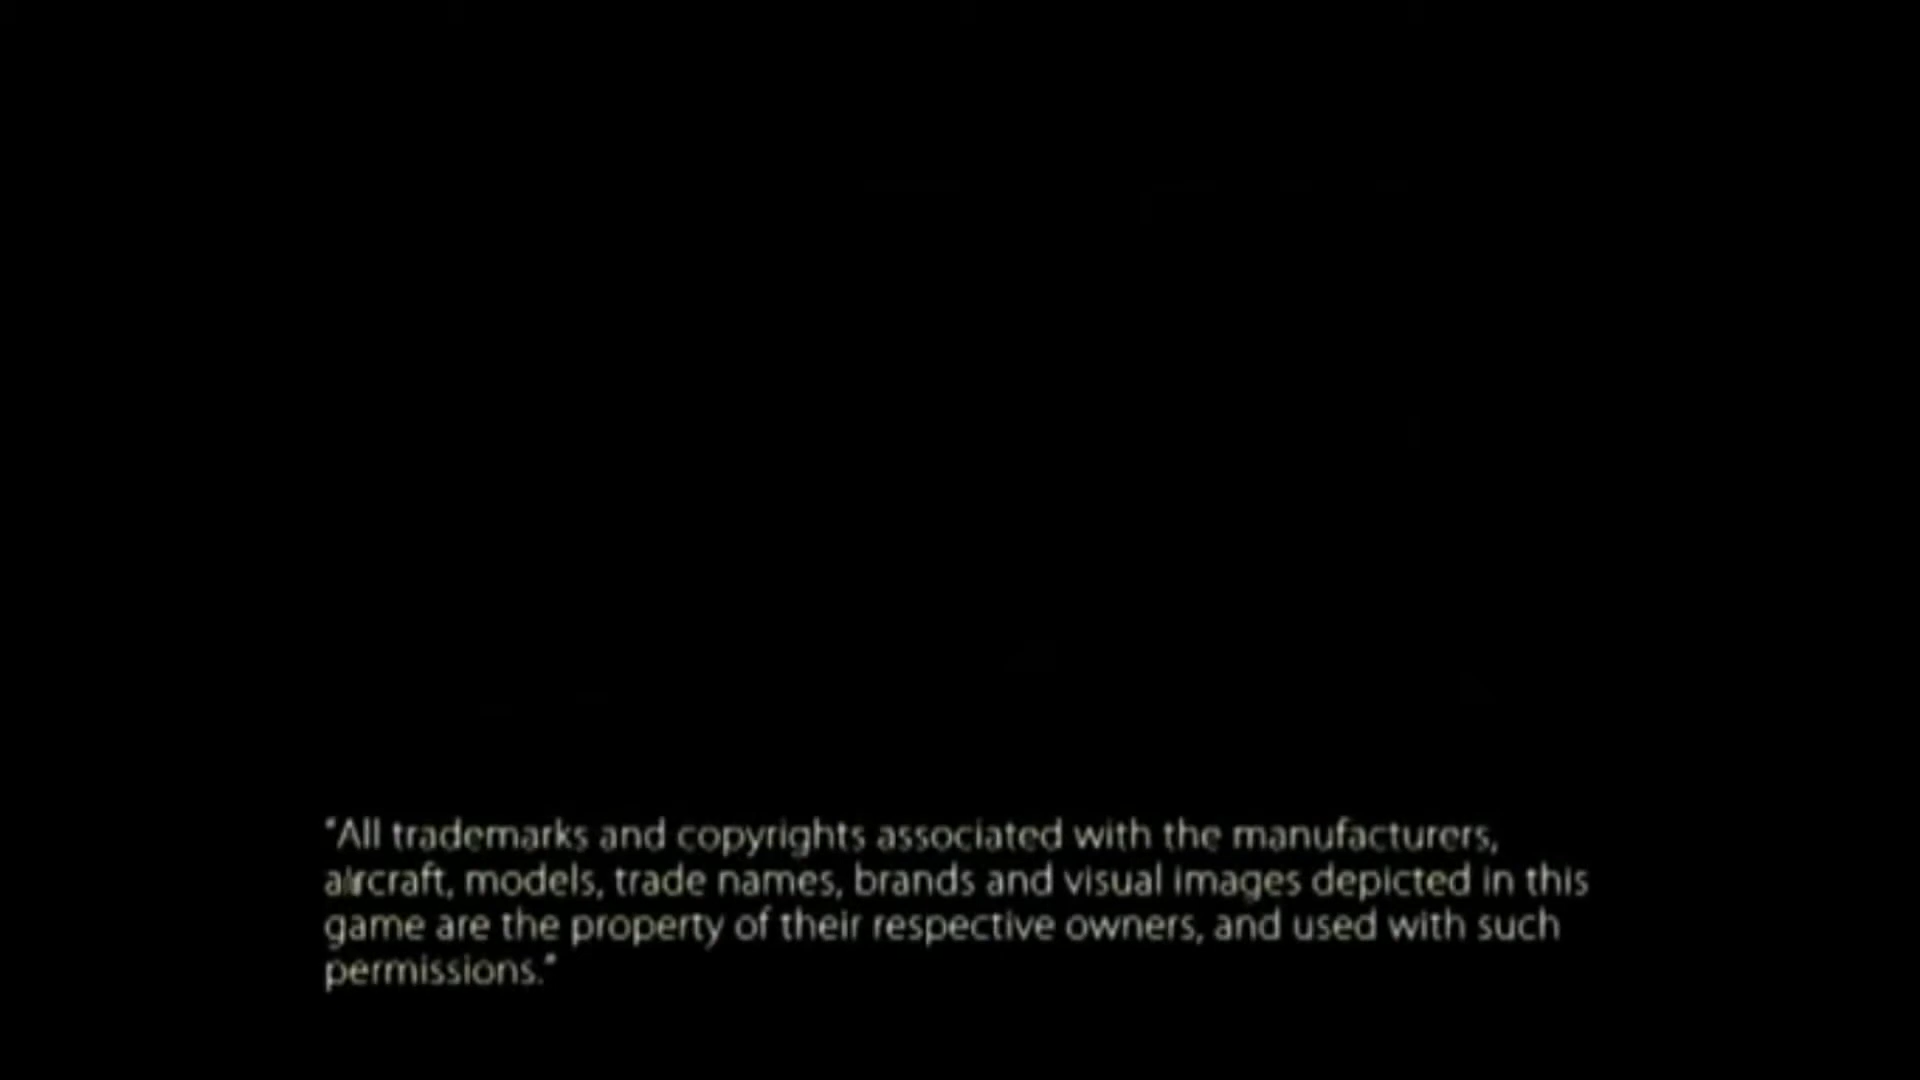 "All trademarks and copyrights associated with the manufacturers,
aircraft, models, trade names, brands and visual images depicted in this
game are the property of their respective owners, and used with such
permissions."